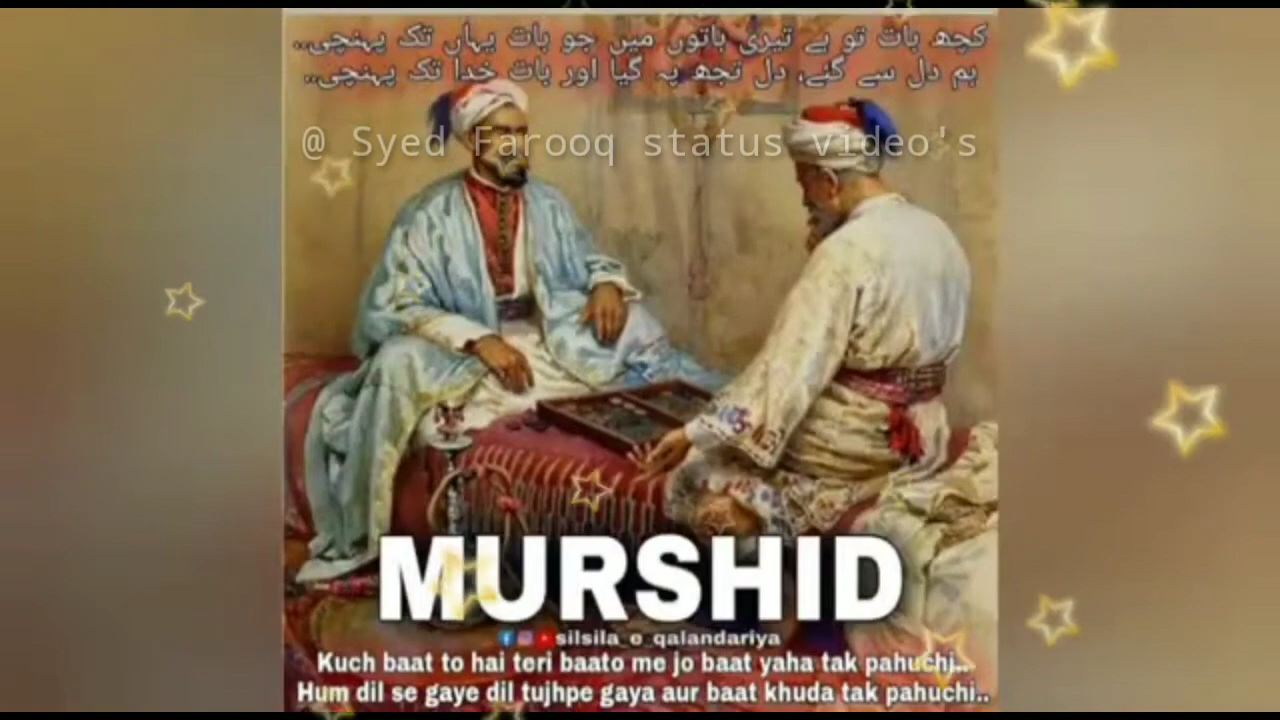 کچھ بات تو ہے تیری باتوں میں جو بات یہاں تک پہنچی..
ہم دل سے گئے، دل تجھ پہ گیا اور بات خدا تک پہنچی..
@ Syed Farooq status video's
MURSHID
silsila_e_qalandariya
Kuch baat to hai teri baato me jo baat yaha tak pahuchi..
Hum dil se gaye dil tujhpe gaya aur baat khuda tak pahuchi..